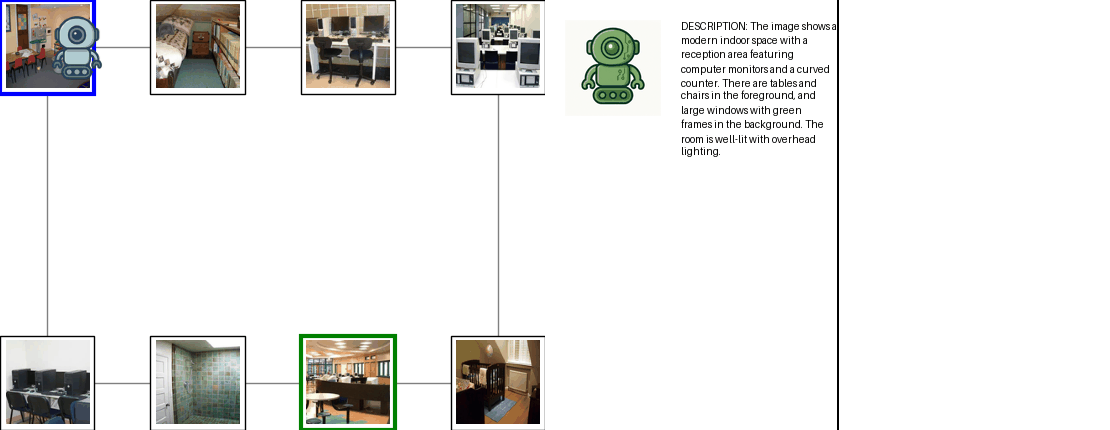 DESCRIPTION: The image shows a
modern indoor space with a
reception area featuring
computer monitors and a curved
counter. There are tables and
chairs in the foreground, and
large windows with green
frames in the background. The
room is well-lit with overhead
lighting.